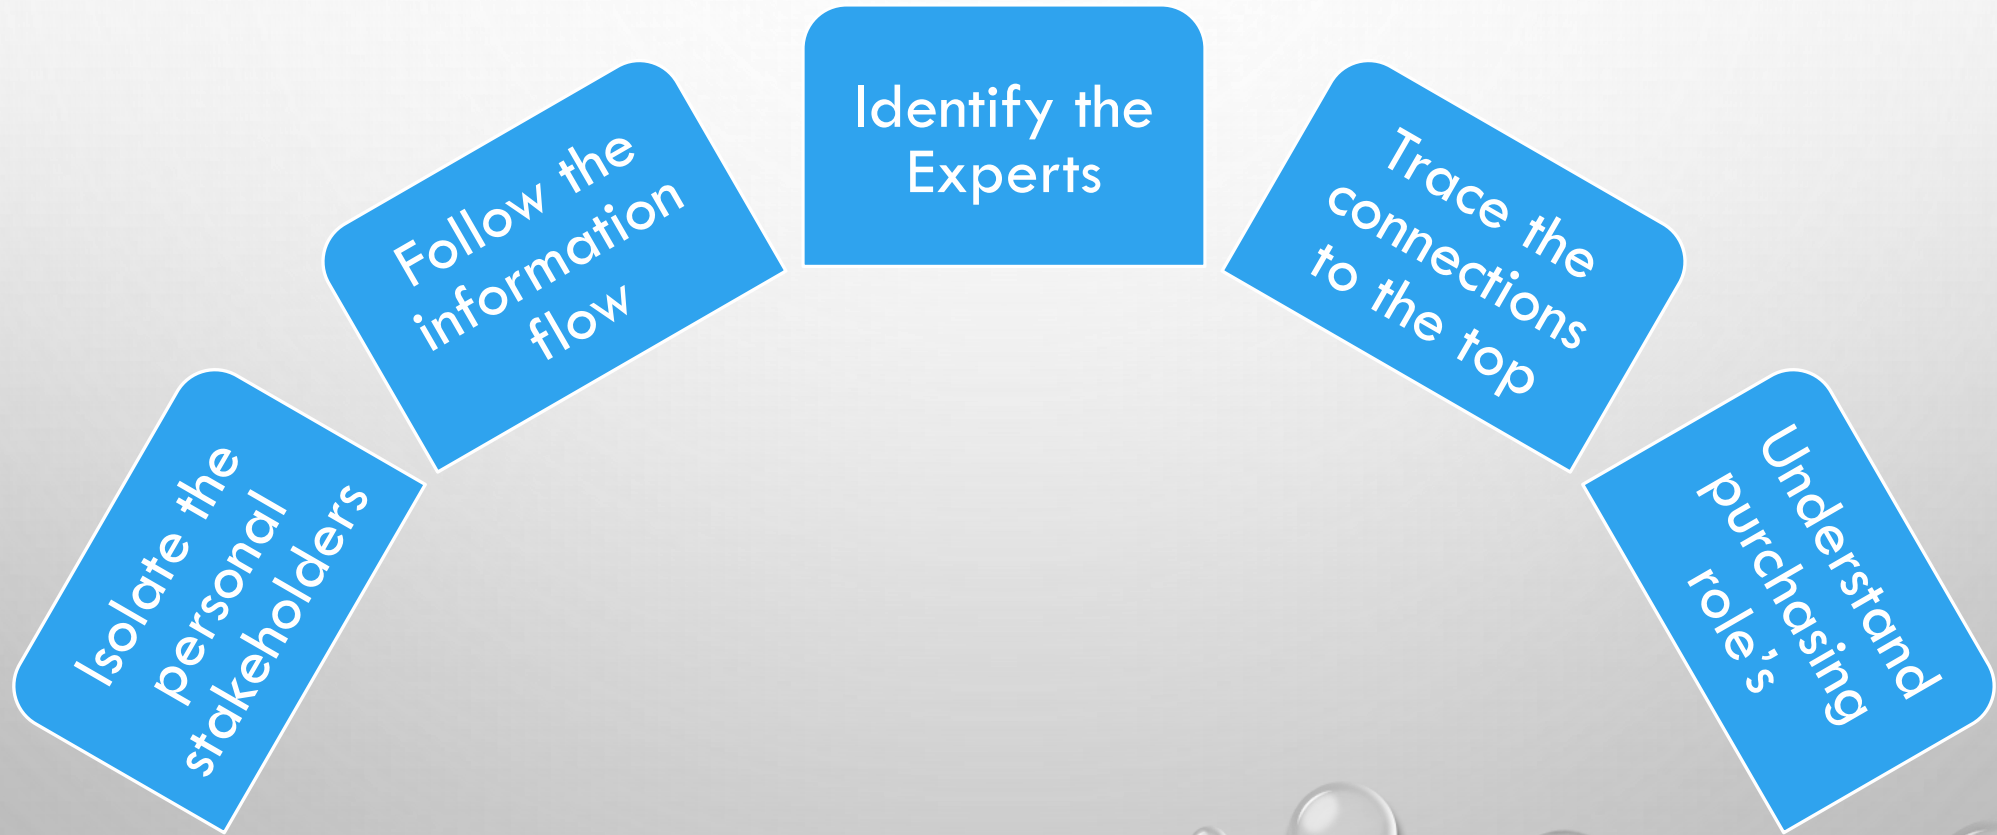 Isolate the
personal
stakeholders
Follow the
information
flow
Identify the
Experts
Trace the
connections
to the top
Understand
purchasing
role’s